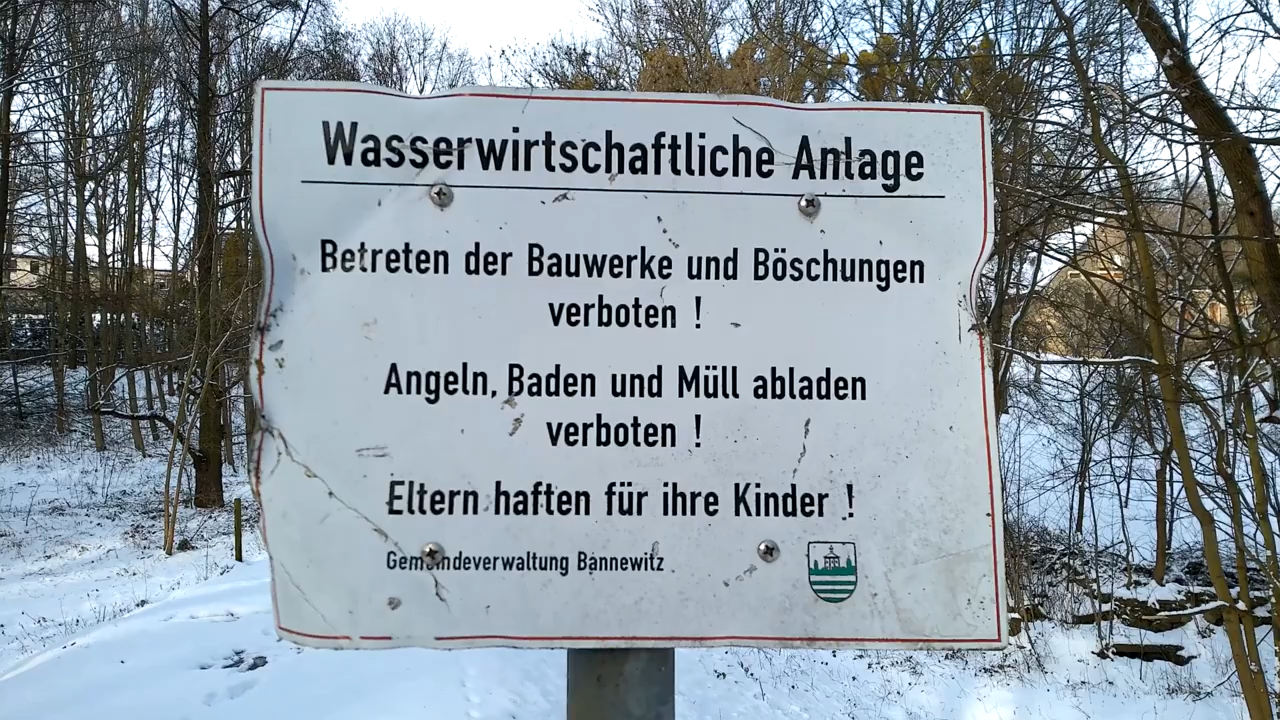 Wasserwirtschaftliche Anlage
Betreten der Bauwerke und Böschungen
verboten !
Angeln, Baden und Müll abladen
verboten !
Eltern haften für ihre Kinder !
Gemeindeverwaltung Bannewitz